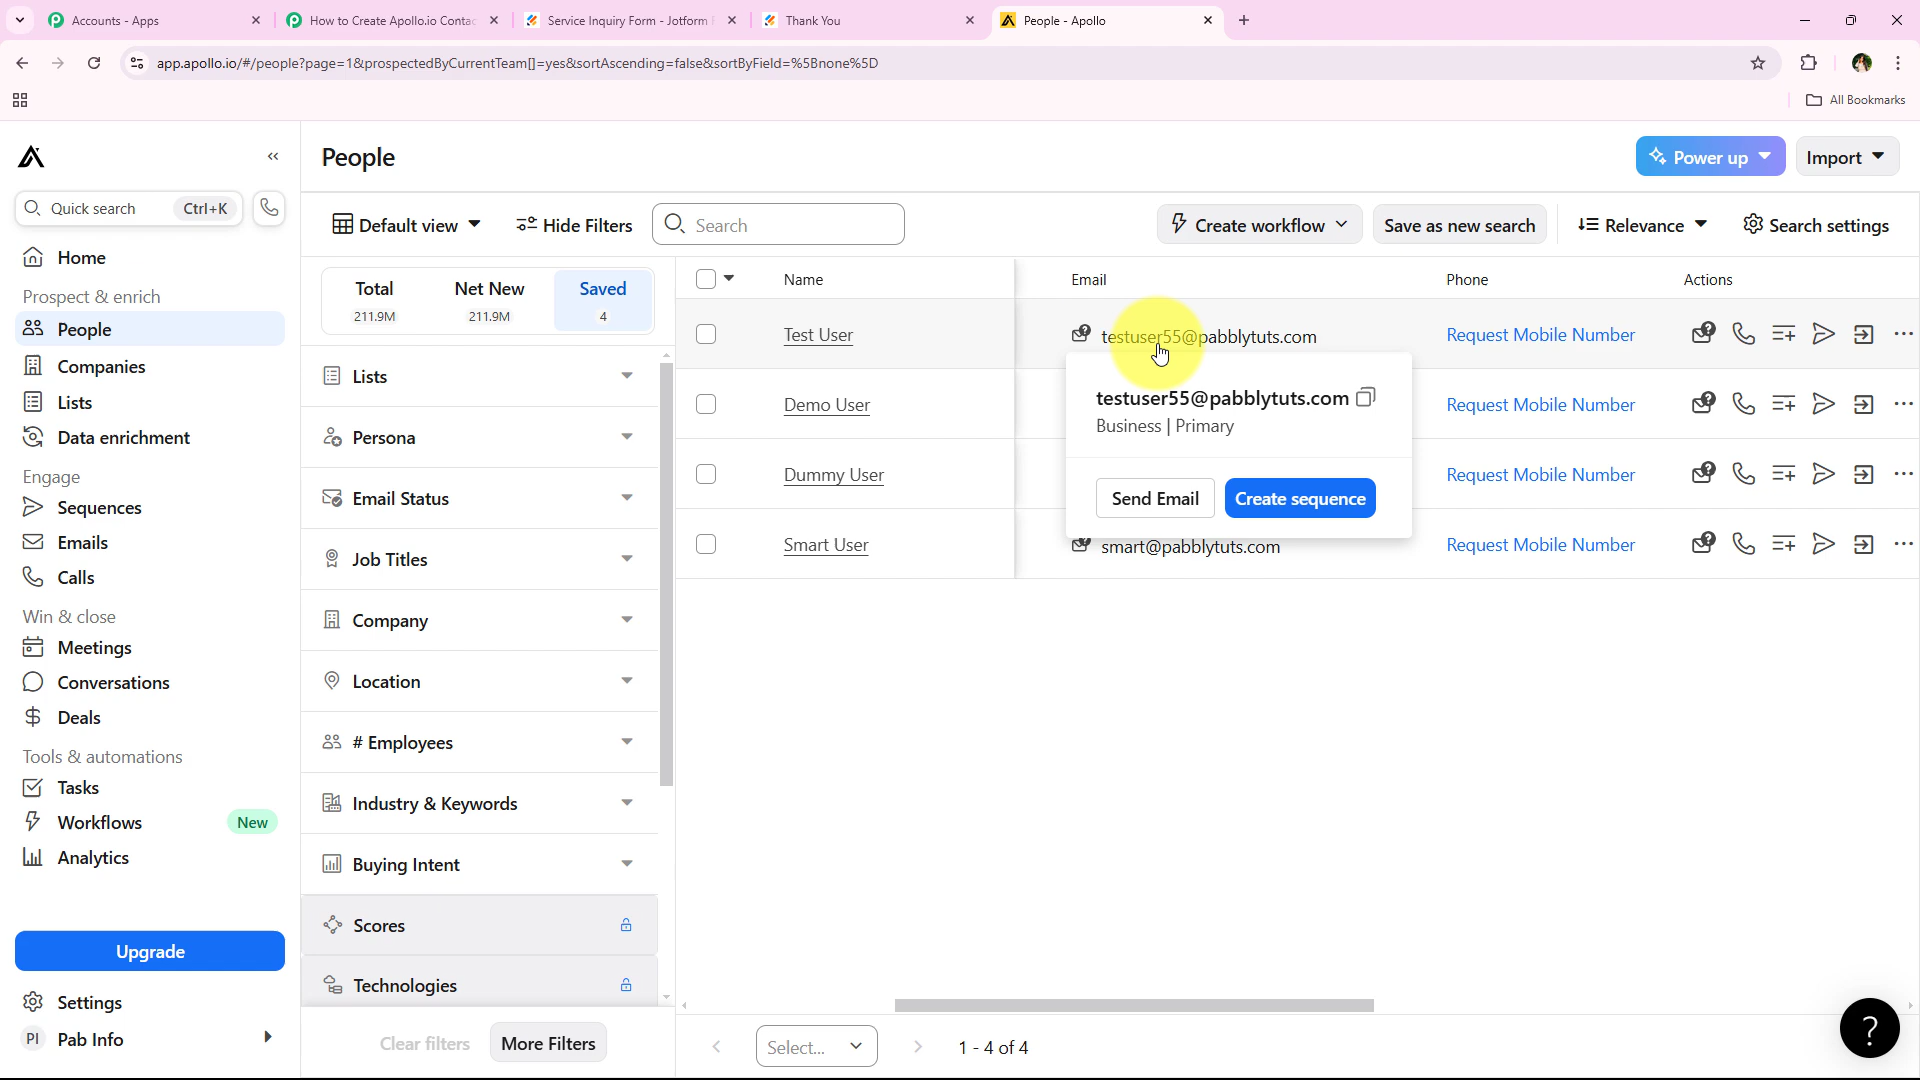 Accounts - Apps
How to Create Apollo.io Contac
Service Inquiry Form - Jotform
Thank You
People - Apollo
app.apollo.io/#/people?page=1&prospectedByCurrentTeam[]=yes&sortAscending=false&sortByField=%5Bnone%5D
All Bookmarks
People
Power up
Import
Quick search
Ctrl+K
Default view
Hide Filters
Search
Create workflow
Save as new search
Relevance
Search settings
Home
Prospect & enrich
People
Companies
Lists
Data enrichment
Engage
Sequences
Emails
Calls
Win & close
Meetings
Conversations
Deals
Tools & automations
Tasks
Workflows
New
Analytics
Upgrade
Settings
PI
Pab Info
Total
211.9M
Net New
211.9M
Saved
4
Lists
Persona
Email Status
Job Titles
Company
Location
# Employees
Industry & Keywords
Buying Intent
Scores
Technologies
Clear filters
More Filters
Name
Email
Phone
Actions
Test User
testuser55@pabblytuts.com
Request Mobile Number
Demo User
Request Mobile Number
Dummy User
Request Mobile Number
Smart User
smart@pabblytuts.com
Request Mobile Number
testuser55@pabblytuts.com
Business | Primary
Send Email
Create sequence
Select...
1 - 4 of 4
?